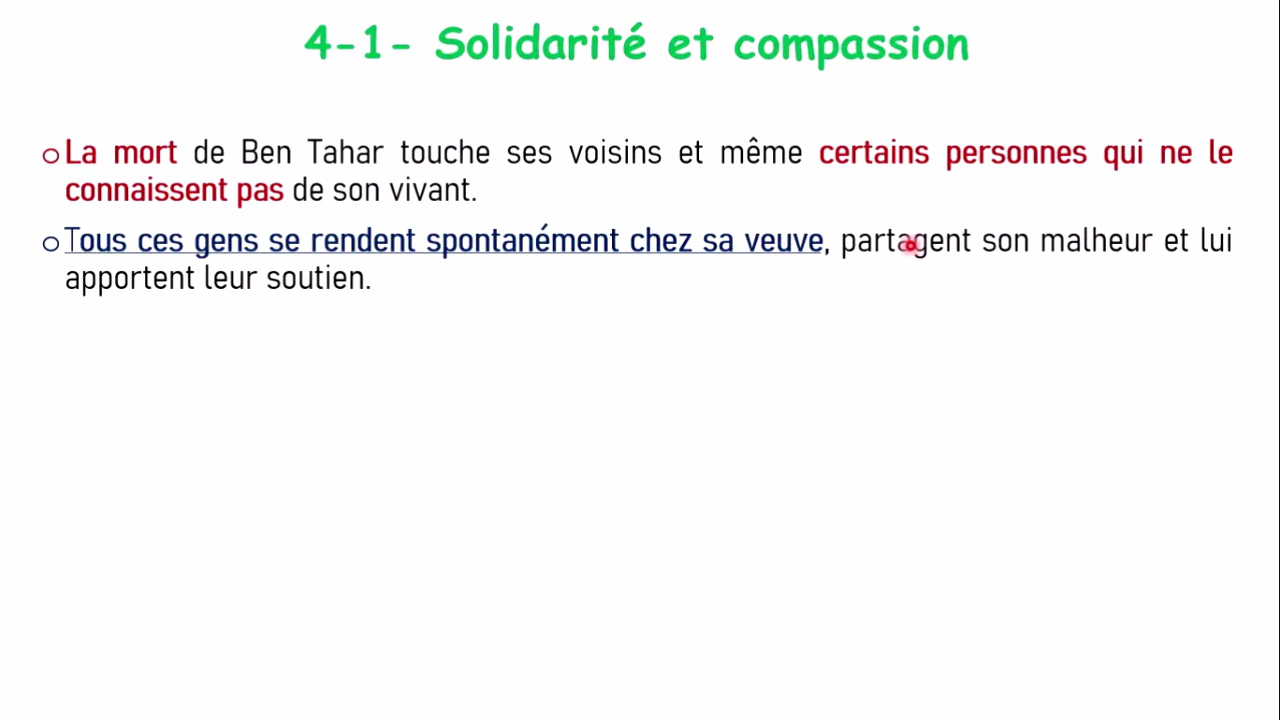 4-1- Solidarité et compassion
o La mort de Ben Tahar touche ses voisins et même certains personnes qui ne le
connaissent pas de son vivant.
o Tous ces gens se rendent spontanément chez sa veuve, partagent son malheur et lui
apportent leur soutien.